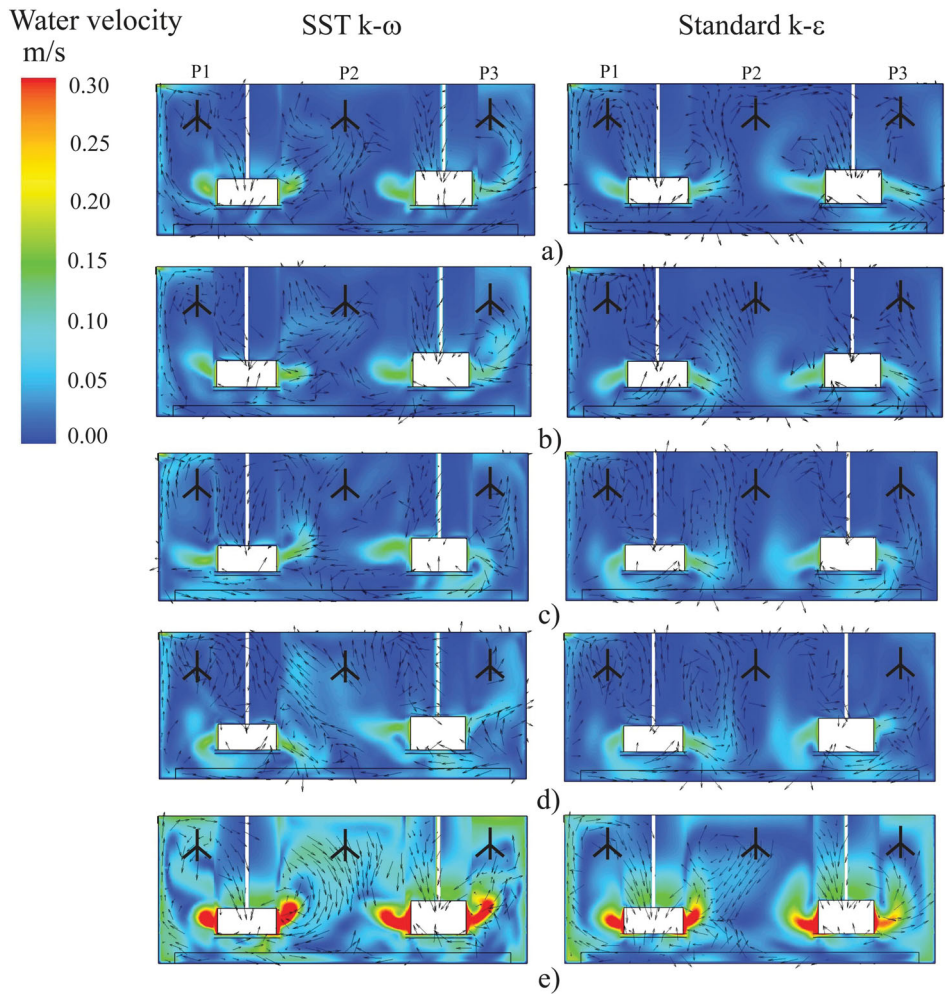 Water velocity
m/s
SST k-ω
Standard k-ε
P1 P2 P3
P1 P2 P3
0.30
0.25
0.20
0.15
0.10
0.05
0.00
a)
b)
c)
d)
e)